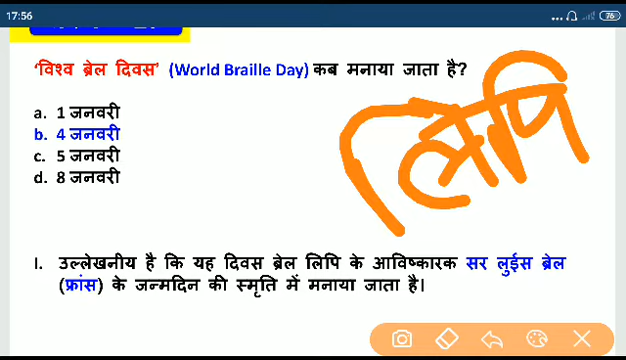 17:56
76
'विश्व ब्रेल दिवस' (World Braille Day) कब मनाया जाता है?
लिपि
a. 1 जनवरी
b. 4 जनवरी
c. 5 जनवरी
d. 8 जनवरी
I. उल्लेखनीय है कि यह दिवस ब्रेल लिपि के आविष्कारक सर लुईस ब्रेल
(फ्रांस) के जन्मदिन की स्मृति में मनाया जाता है।